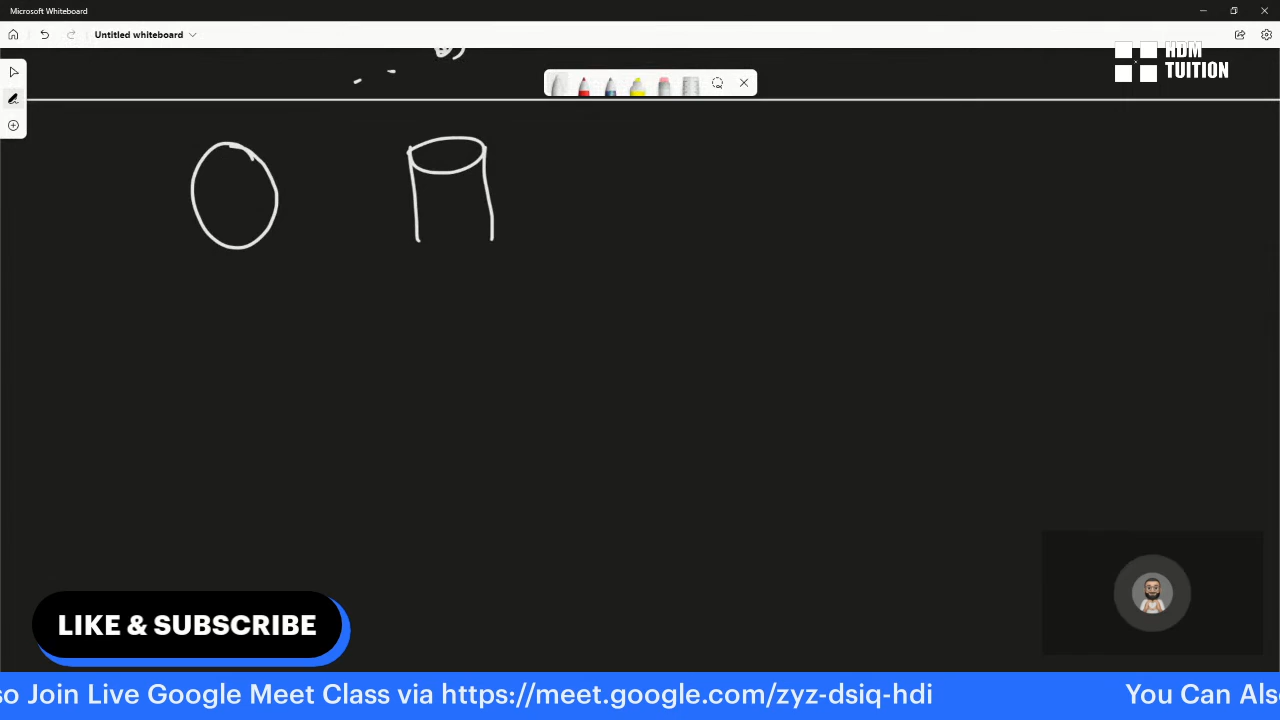 Microsoft Whiteboard
Untitled whiteboard
HDM
TUITION
LIKE & SUBSCRIBE
so Join Live Google Meet Class via https://meet.google.com/zyz-dsiq-hdi
You Can Also